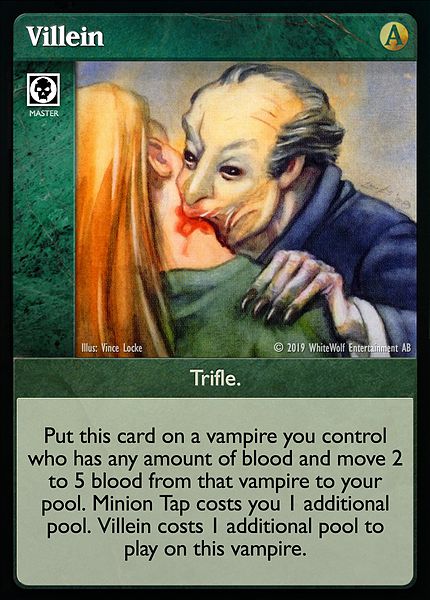 Villein
A
MASTER
Illus: Vince Locke
© 2019 WhiteWolf Entertainment AB
Trifle.
Put this card on a vampire you control
who has any amount of blood and move 2
to 5 blood from that vampire to your
pool. Minion Tap costs you 1 additional
pool. Villein costs 1 additional pool to
play on this vampire.